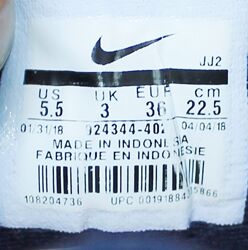 JJ2
US UK EUR cm
5.5 3 36 22.5
01/31/18 924344-402 04/04/18
MADE IN INDONESIA
FABRIQUE EN INDONESIE
108204736 UPC